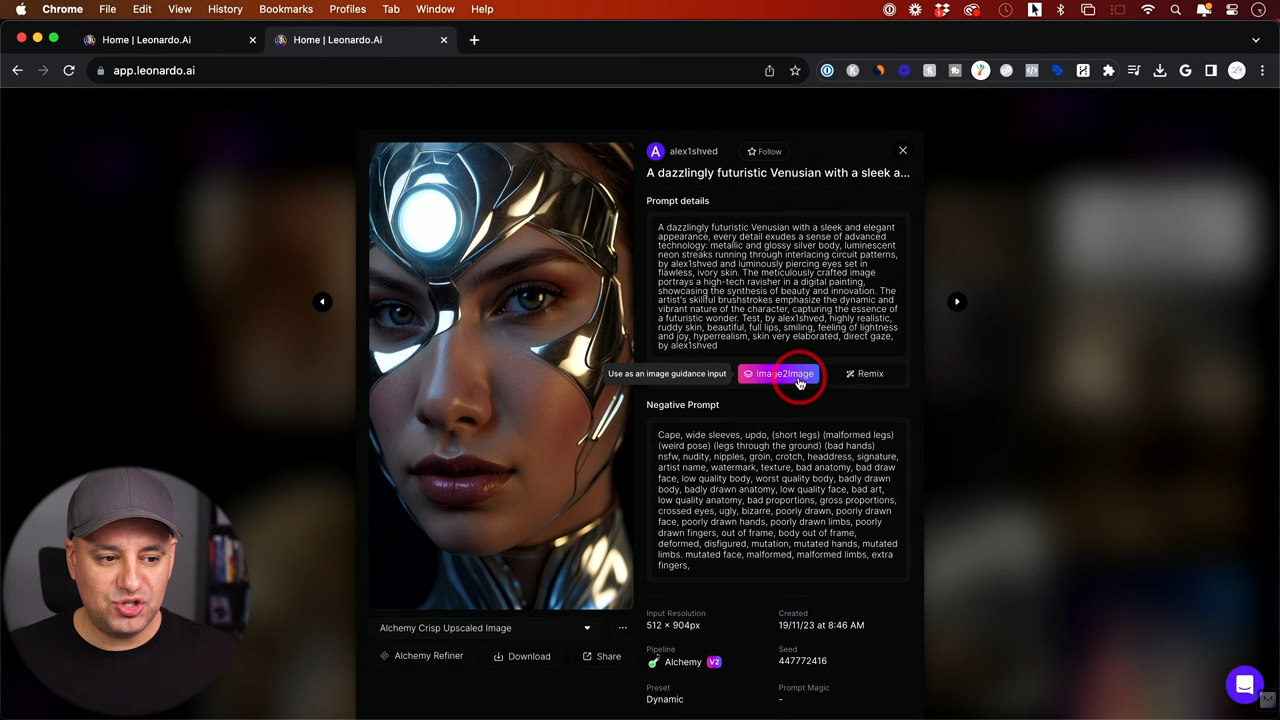 Chrome File Edit View History Bookmarks Profiles Tab Window Help
Home | Leonardo.Ai
Home | Leonardo.Ai
app.leonardo.ai
A alex1shved Follow
A dazzlingly futuristic Venusian with a sleek a...
Prompt details
A dazzlingly futuristic Venusian with a sleek and elegant
appearance, every detail exudes a sense of advanced
technology: metallic and glossy silver body, luminescent
neon streaks running through interlacing circuit patterns,
by alex1shved and luminously piercing eyes set in
flawless, ivory skin. The meticulously crafted image
portrays a high-tech ravisher in a digital painting,
showcasing the synthesis of beauty and innovation. The
artist's skillful brushstrokes emphasize the dynamic and
vibrant nature of the character, capturing the essence of
a futuristic wonder. Test, by alex1shved, highly realistic,
ruddy skin, beautiful, full lips, smiling, feeling of lightness
and joy, hyperrealism, skin very elaborated, direct gaze,
by alex1shved
Use as an image guidance input
Image2Image
Remix
Negative Prompt
Cape, wide sleeves, updo, (short legs) (malformed legs)
(weird pose) (legs through the ground) (bad hands)
nsfw, nudity, nipples, groin, crotch, headdress, signature,
artist name, watermark, texture, bad anatomy, bad draw
face, low quality body, worst quality body, badly drawn
body, badly drawn anatomy, low quality face, bad art,
low quality anatomy, bad proportions, gross proportions,
crossed eyes, ugly, bizarre, poorly drawn, poorly drawn
face, poorly drawn hands, poorly drawn limbs, poorly
drawn fingers, out of frame, body out of frame,
deformed, disfigured, mutation, mutated hands, mutated
limbs. mutated face, malformed, malformed limbs, extra
fingers,
Input Resolution
512 × 904px
Created
19/11/23 at 8:46 AM
Pipeline
Alchemy V2
Seed
447772416
Preset
Dynamic
Prompt Magic
-
Alchemy Crisp Upscaled Image
Alchemy Refiner
Download
Share